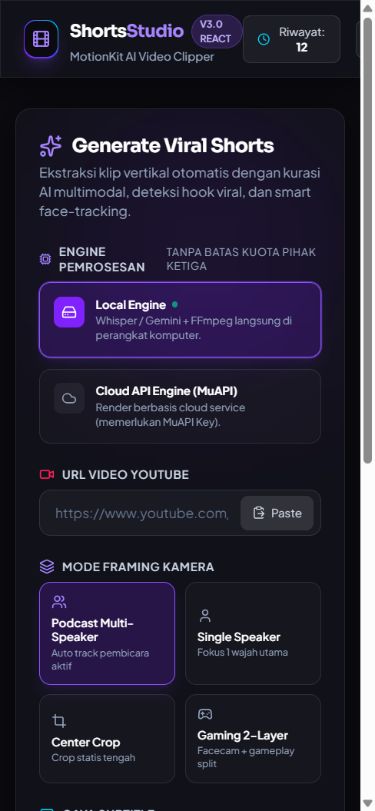 ShortsStudio
V3.0
REACT
MotionKit AI Video Clipper
Riwayat:
12
Generate Viral Shorts
Ekstraksi klip vertikal otomatis dengan kurasi
AI multimodal, deteksi hook viral, dan smart
face-tracking.
ENGINE
PEMROSESAN
TANPA BATAS KUOTA PIHAK
KETIGA
Local Engine
Whisper / Gemini + FFmpeg langsung di
perangkat komputer.
Cloud API Engine (MuAPI)
Render berbasis cloud service
(memerlukan MuAPI Key).
URL VIDEO YOUTUBE
https://www.youtube.com,
Paste
MODE FRAMING KAMERA
Podcast Multi-
Speaker
Auto track pembicara
aktif
Single Speaker
Fokus 1 wajah utama
Center Crop
Crop statis tengah
Gaming 2-Layer
Facecam + gameplay
split